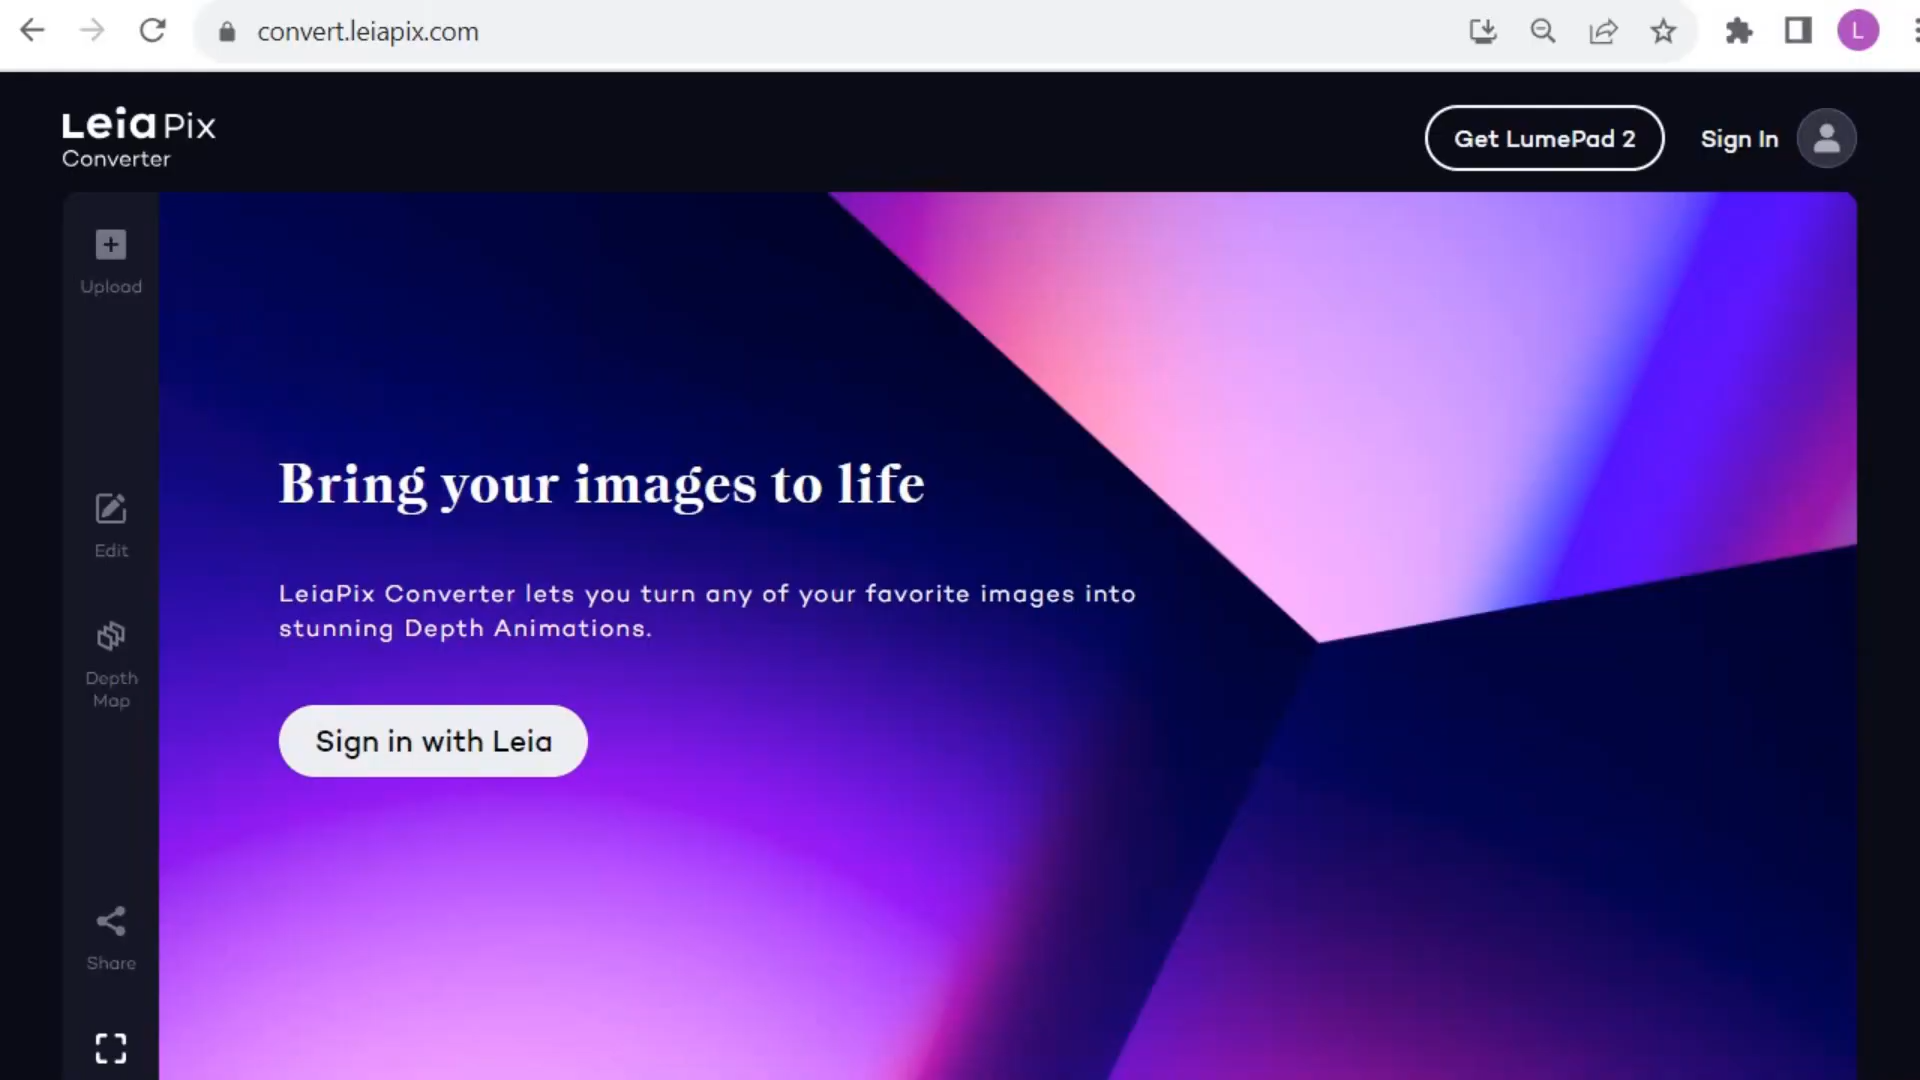 convert.leiapix.com
L
Leia Pix
Converter
Get LumePad 2
Sign In
Upload
Edit
Depth
Map
Share
Bring your images to life
LeiaPix Converter lets you turn any of your favorite images into
stunning Depth Animations.
Sign in with Leia